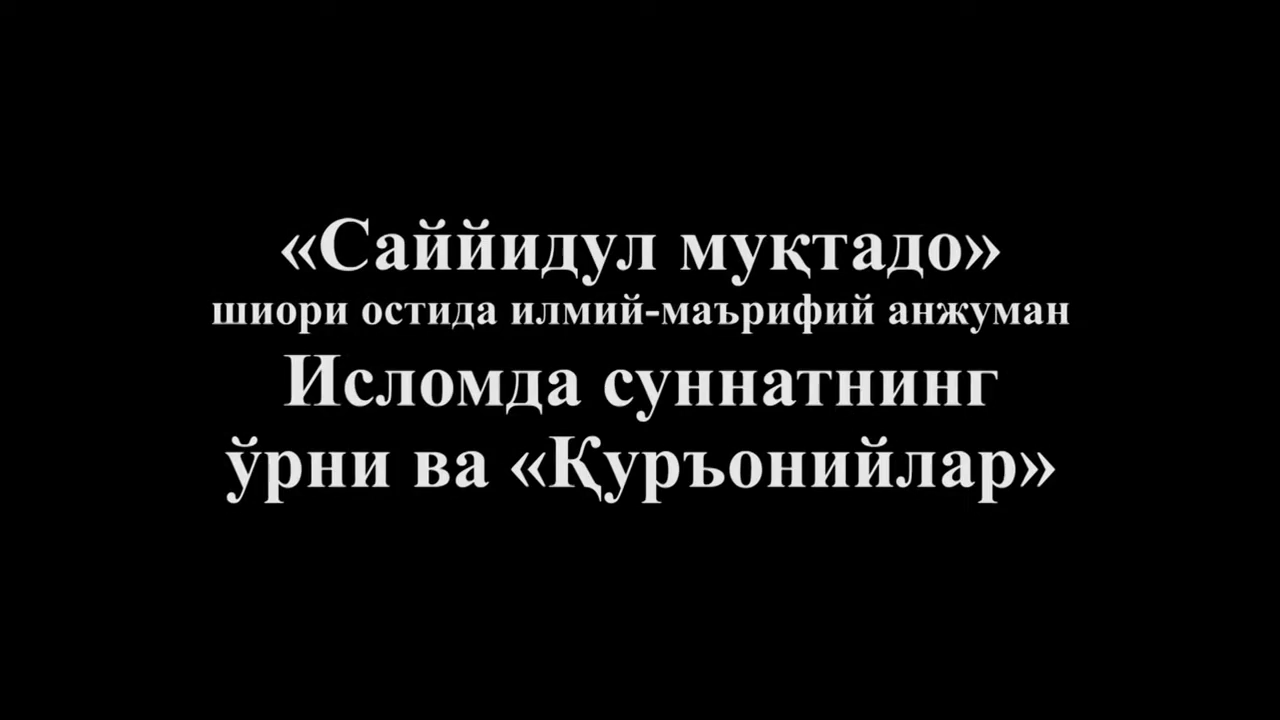 «Саййидул муқтадо»
шиори остида илмий-маърифий анжуман
Исломда суннатнинг
ўрни ва «Қуръонийлар»